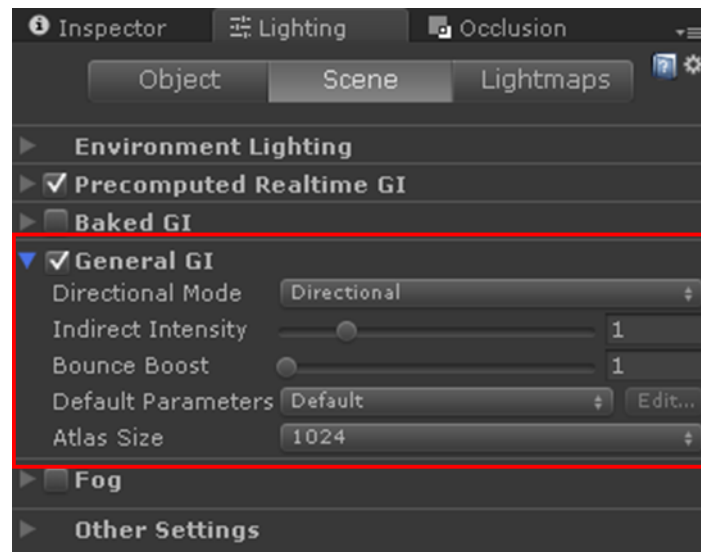 Inspector Lighting Occlusion
Object Scene Lightmaps
Environment Lighting
Precomputed Realtime GI
Baked GI
General GI
Directional Mode Directional
Indirect Intensity 1
Bounce Boost 1
Default Parameters Default Edit...
Atlas Size 1024
Fog
Other Settings